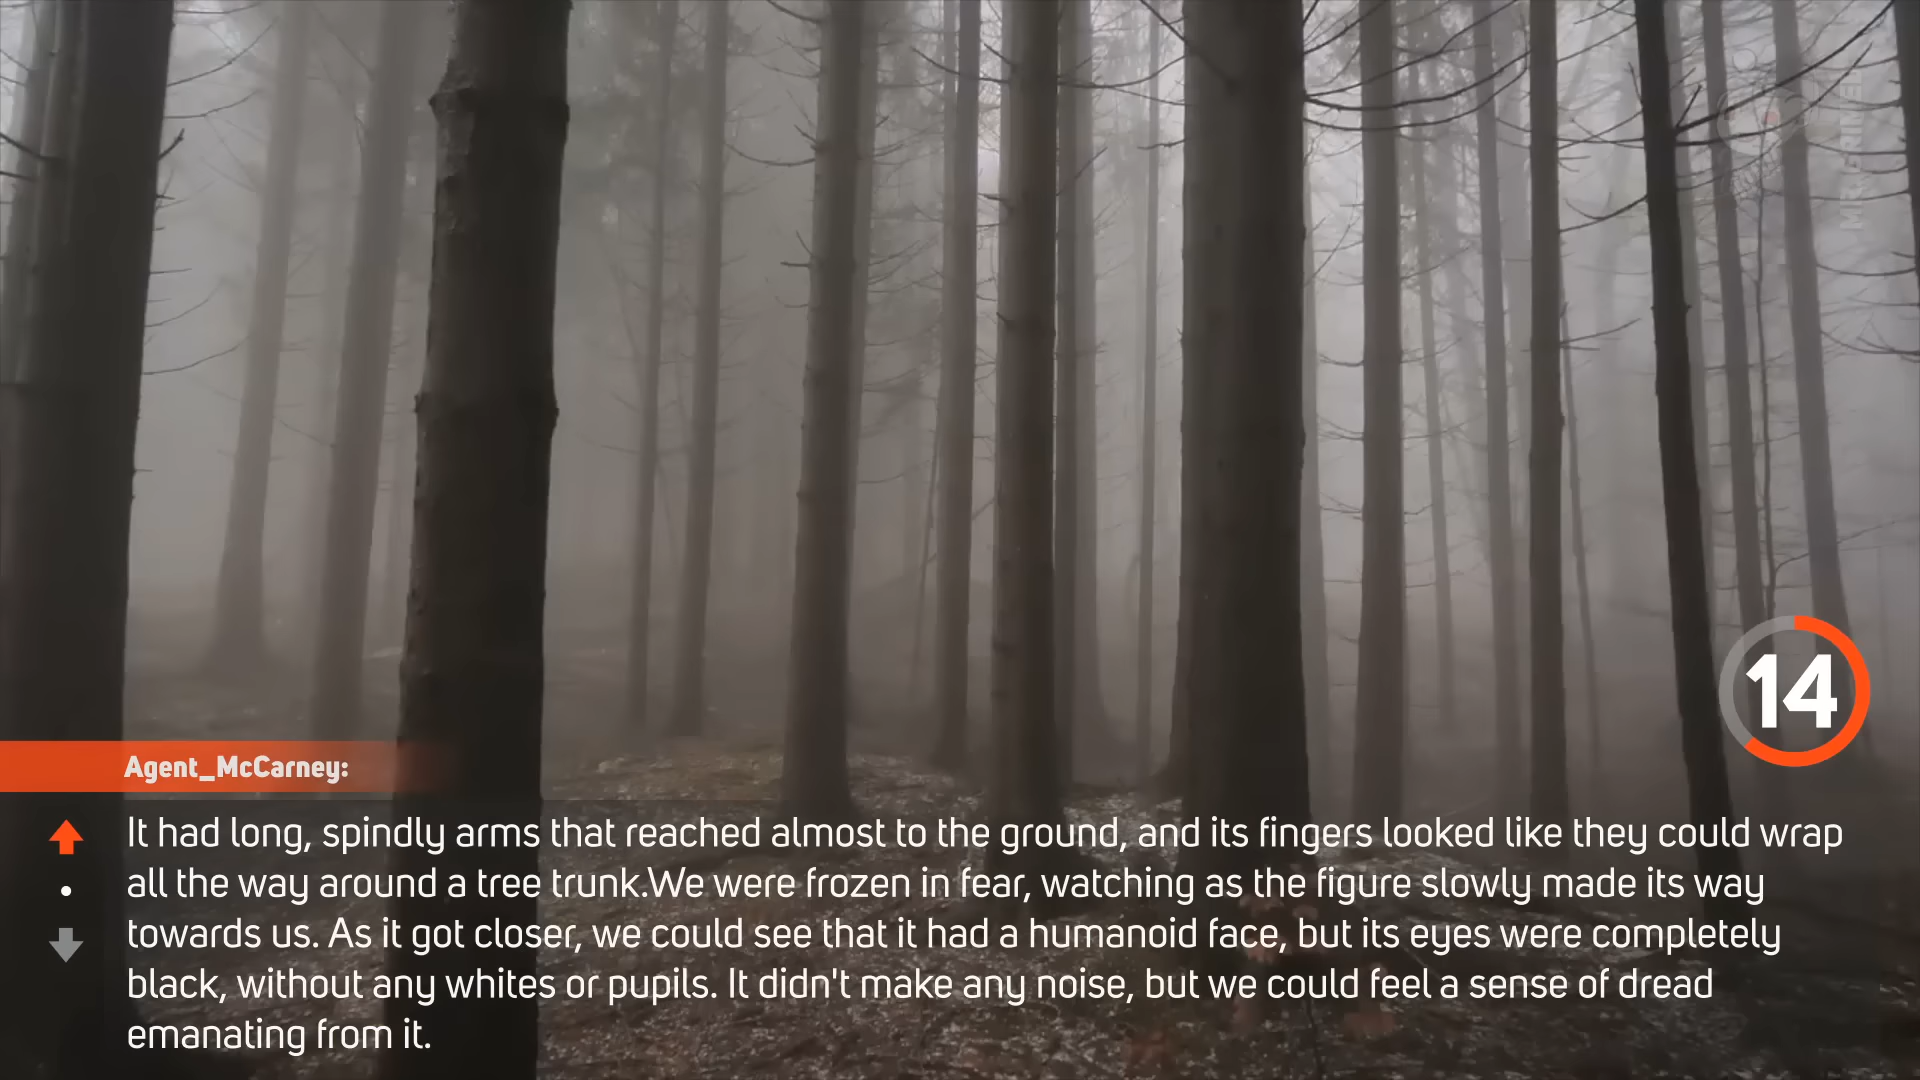 14
Agent_McCarney:
It had long, spindly arms that reached almost to the ground, and its fingers looked like they could wrap
all the way around a tree trunk.We were frozen in fear, watching as the figure slowly made its way
towards us. As it got closer, we could see that it had a humanoid face, but its eyes were completely
black, without any whites or pupils. It didn't make any noise, but we could feel a sense of dread
emanating from it.